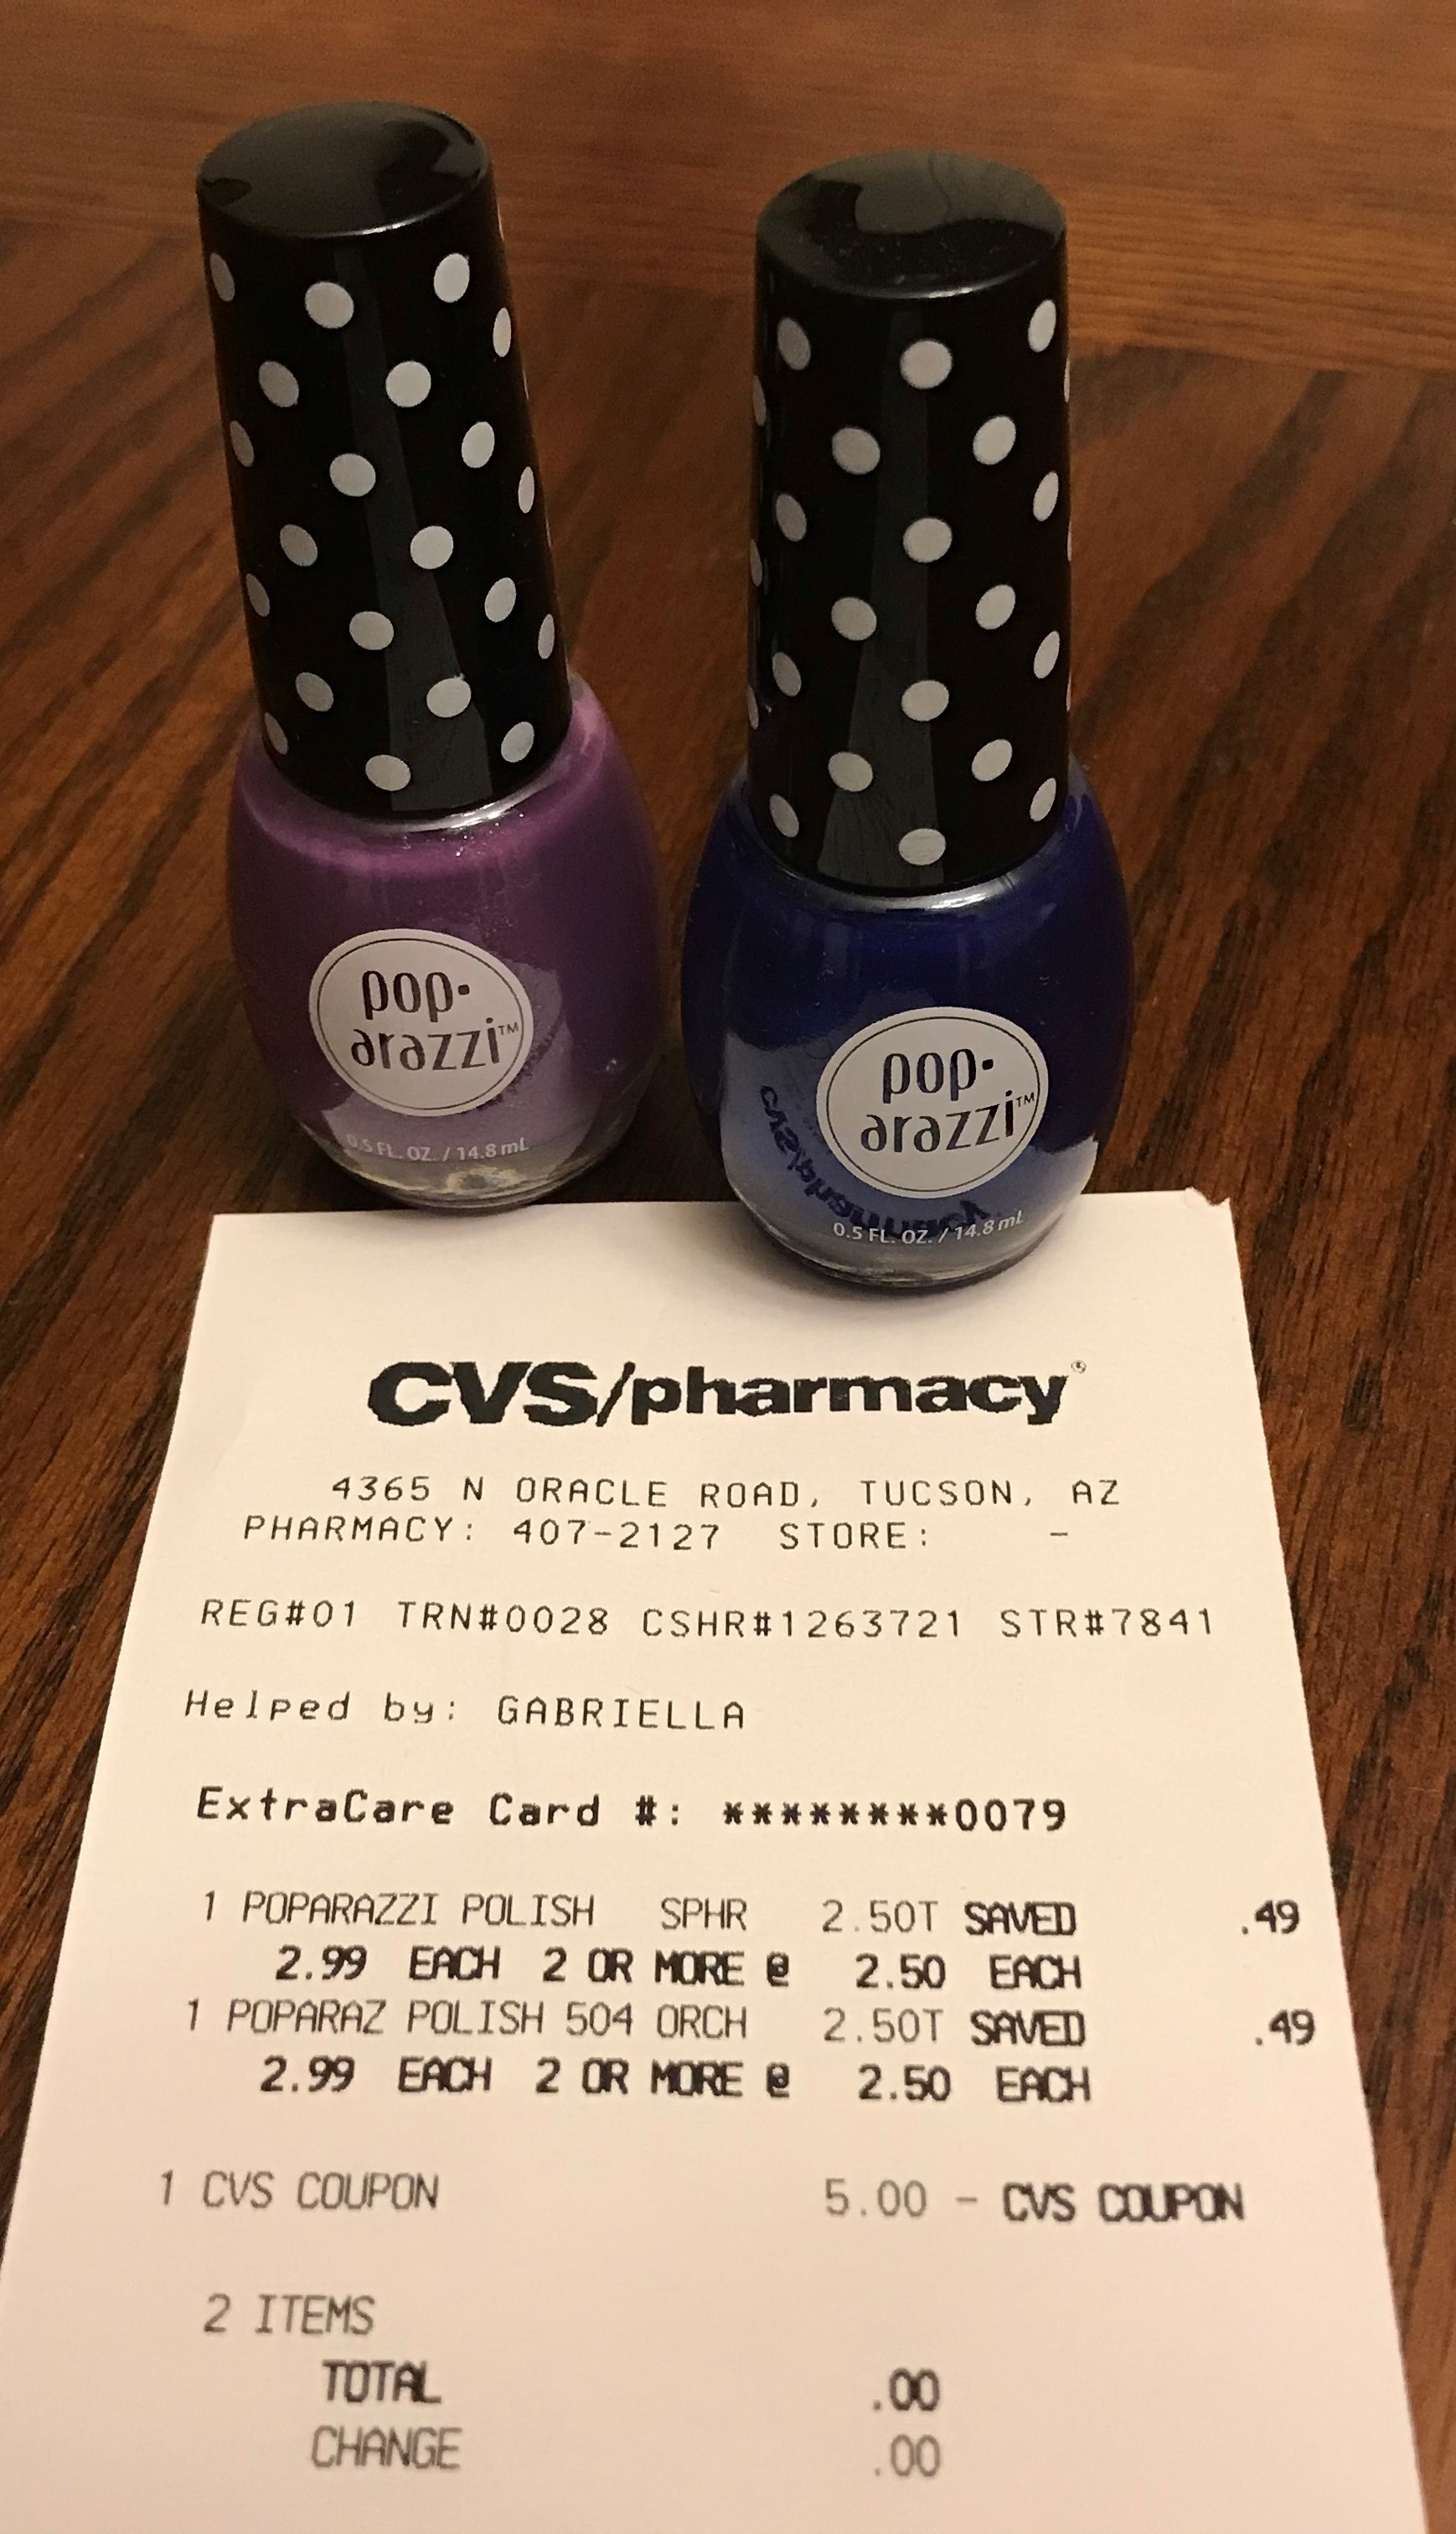 pop·
arazzi™
0.5 FL. OZ. / 14.8 mL
pop·
arazzi™
0.5 FL. OZ. / 14.8 mL
CVS/pharmacy®
4365 N ORACLE ROAD, TUCSON, AZ
PHARMACY: 407-2127 STORE: -
REG#01 TRN#0028 CSHR#1263721 STR#7841
Helped by: GABRIELLA
ExtraCare Card #: ********0079
1 POPARAZZI POLISH SPHR 2.50T SAVED .49
2.99 EACH 2 OR MORE @ 2.50 EACH
1 POPARAZ POLISH 504 ORCH 2.50T SAVED .49
2.99 EACH 2 OR MORE @ 2.50 EACH
1 CVS COUPON 5.00 - CVS COUPON
2 ITEMS
TOTAL .00
CHANGE .00